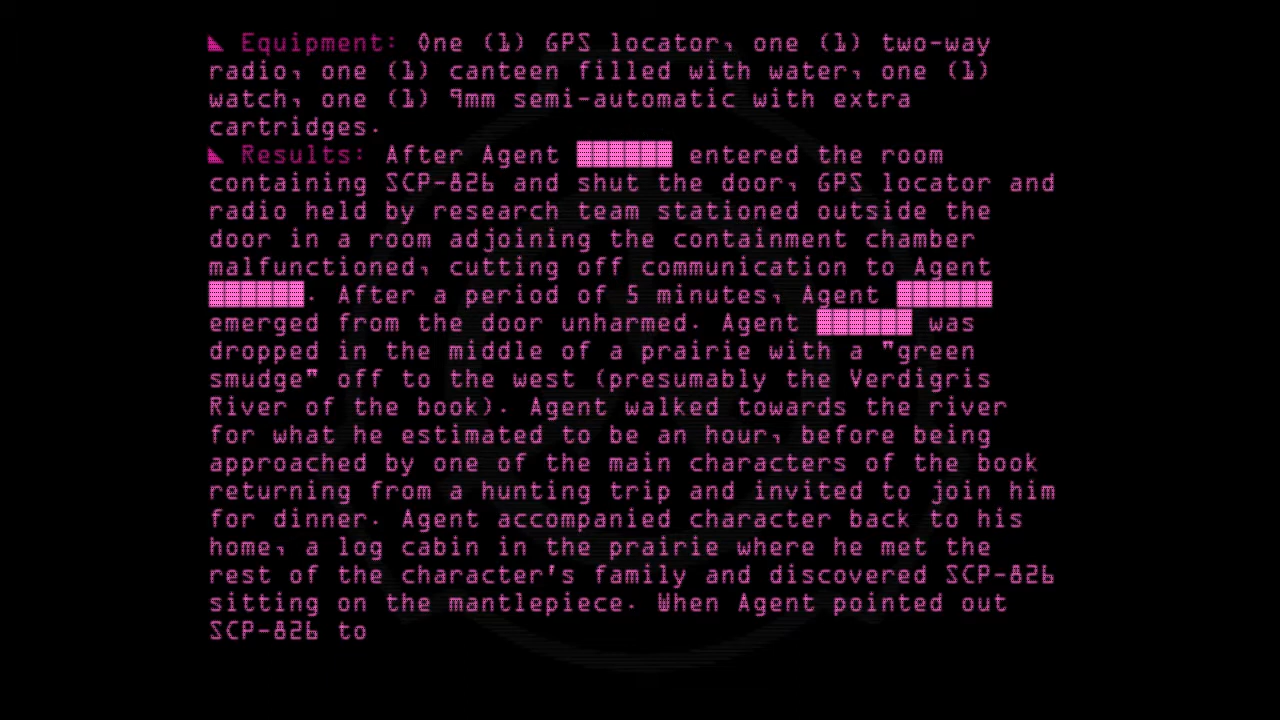 ◣ Equipment: One (1) GPS locator, one (1) two-way
radio, one (1) canteen filled with water, one (1)
watch, one (1) 9mm semi-automatic with extra
cartridges.
◣ Results: After Agent ██████ entered the room
containing SCP-826 and shut the door, GPS locator and
radio held by research team stationed outside the
door in a room adjoining the containment chamber
malfunctioned, cutting off communication to Agent
██████. After a period of 5 minutes, Agent ██████
emerged from the door unharmed. Agent ██████ was
dropped in the middle of a prairie with a "green
smudge" off to the west (presumably the Verdigris
River of the book). Agent walked towards the river
for what he estimated to be an hour, before being
approached by one of the main characters of the book
returning from a hunting trip and invited to join him
for dinner. Agent accompanied character back to his
home, a log cabin in the prairie where he met the
rest of the character's family and discovered SCP-826
sitting on the mantlepiece. When Agent pointed out
SCP-826 to